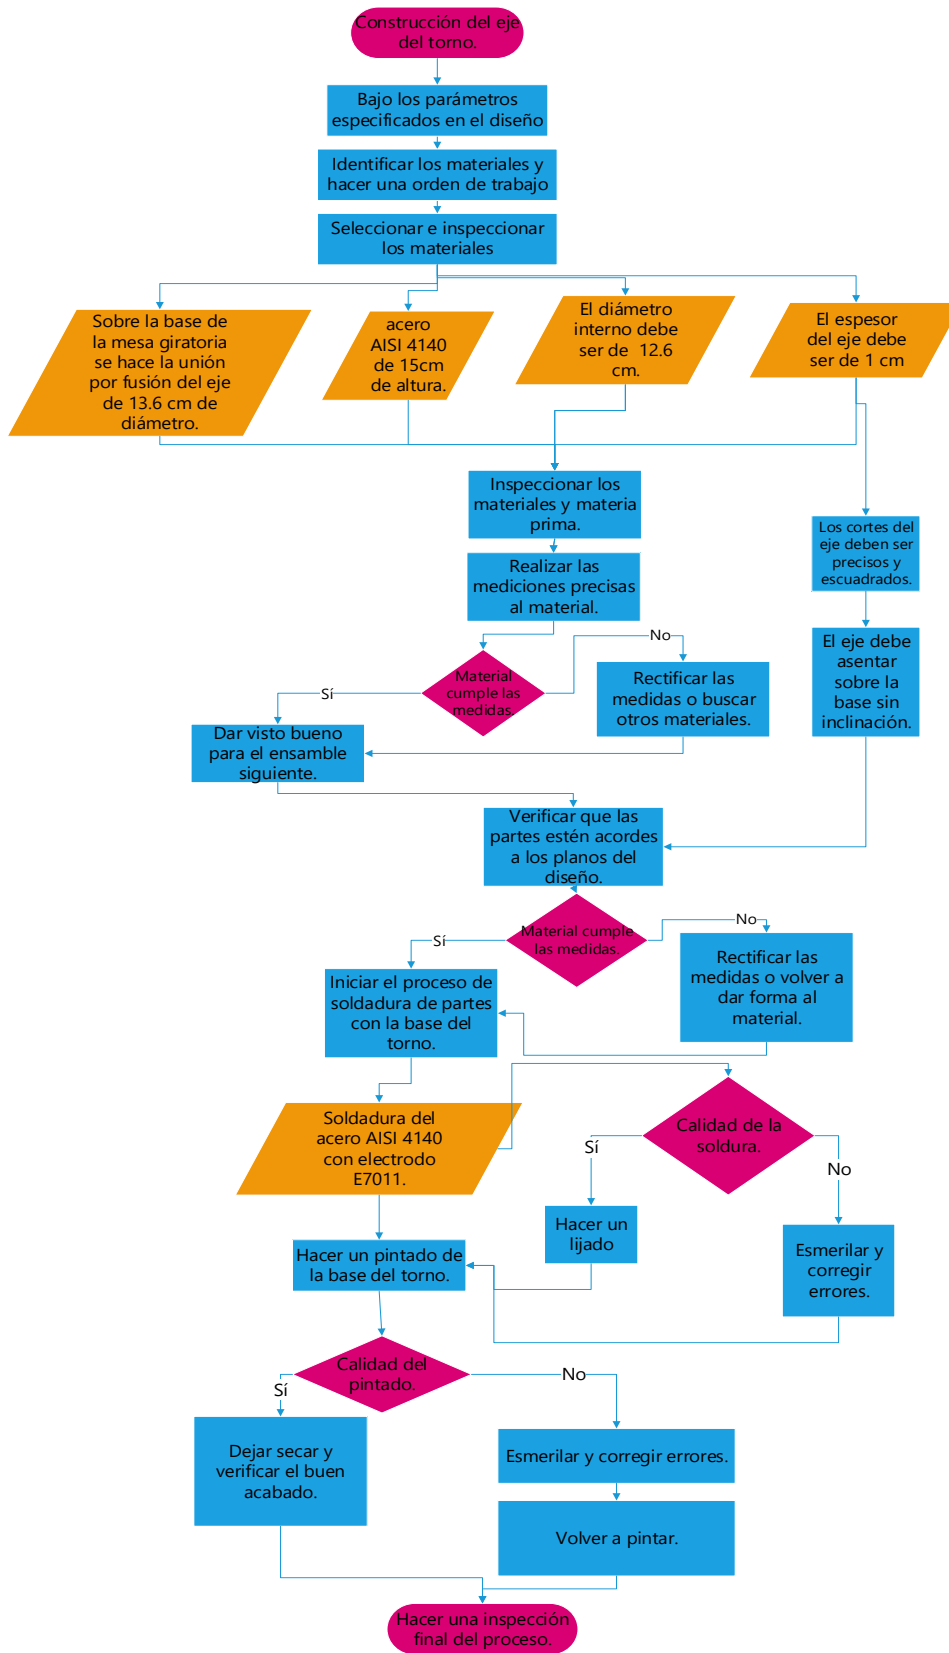 Construcción del eje
del torno.
Bajo los parámetros
especificados en el diseño
Identificar los materiales y
hacer una orden de trabajo
Seleccionar e inspeccionar
los materiales
Sobre la base de
la mesa giratoria
se hace la unión
por fusión del eje
de 13.6 cm de
diámetro.
acero
AISI 4140
de 15cm
de altura.
El diámetro
interno debe
ser de 12.6
cm.
El espesor
del eje debe
ser de 1 cm
Inspeccionar los
materiales y materia
prima.
Los cortes del
eje deben ser
precisos y
escuadrados.
Realizar las
mediciones precisas
al material.
El eje debe
asentar
sobre la
base sin
inclinación.
No
Material
cumple las
medidas.
Sí
Rectificar las
medidas o buscar
otros materiales.
Dar visto bueno
para el ensamble
siguiente.
Verificar que las
partes estén acordes
a los planos del
diseño.
Material cumple
las medidas.
No
Sí
Rectificar las
medidas o volver a
dar forma al
material.
Iniciar el proceso de
soldadura de partes
con la base del
torno.
Soldadura del
acero AISI 4140
con electrodo
E7011.
Calidad de la
soldura.
Sí
No
Hacer un
lijado
Esmerilar y
corregir
errores.
Hacer un pintado de
la base del torno.
Calidad del
pintado.
Sí
No
Dejar secar y
verificar el buen
acabado.
Esmerilar y corregir errores.
Volver a pintar.
Hacer una inspección
final del proceso.